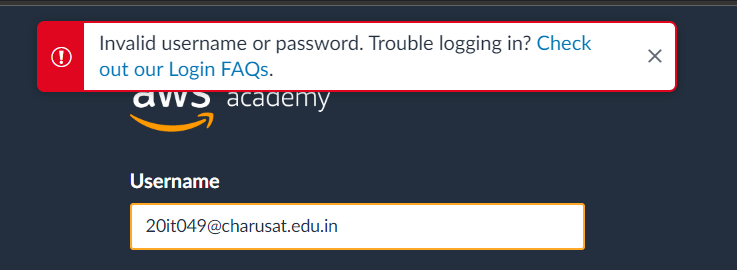 Invalid username or password. Trouble logging in? Check
out our Login FAQs.
aws academy
Username
20it049@charusat.edu.in